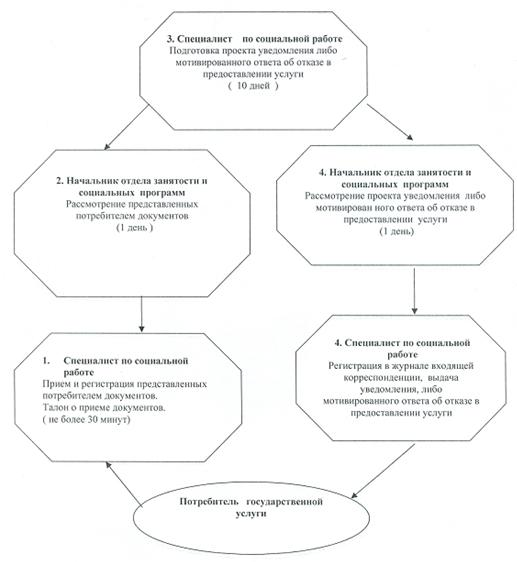 3. Специалист по социальной работе
Подготовка проекта уведомления либо
мотивированного ответа об отказе в
предоставлении услуги
( 10 дней )
2. Начальник отдела занятости и
социальных программ
Рассмотрение представленных
потребителем документов
(1 день )
4. Начальник отдела занятости и
социальных программ
Рассмотрение проекта уведомления либо
мотивирован ного ответа об отказе в
предоставлении услуги
(1 день)
1. Специалист по социальной
работе
Прием и регистрация представленных
потребителем документов.
Талон о приеме документов.
( не более 30 минут)
4. Специалист по социальной
работе
Регистрация в журнале входящей
корреспонденции, выдача
уведомления, либо
мотивированного ответа об отказе в
предоставлении услуги
Потребитель государственной
услуги